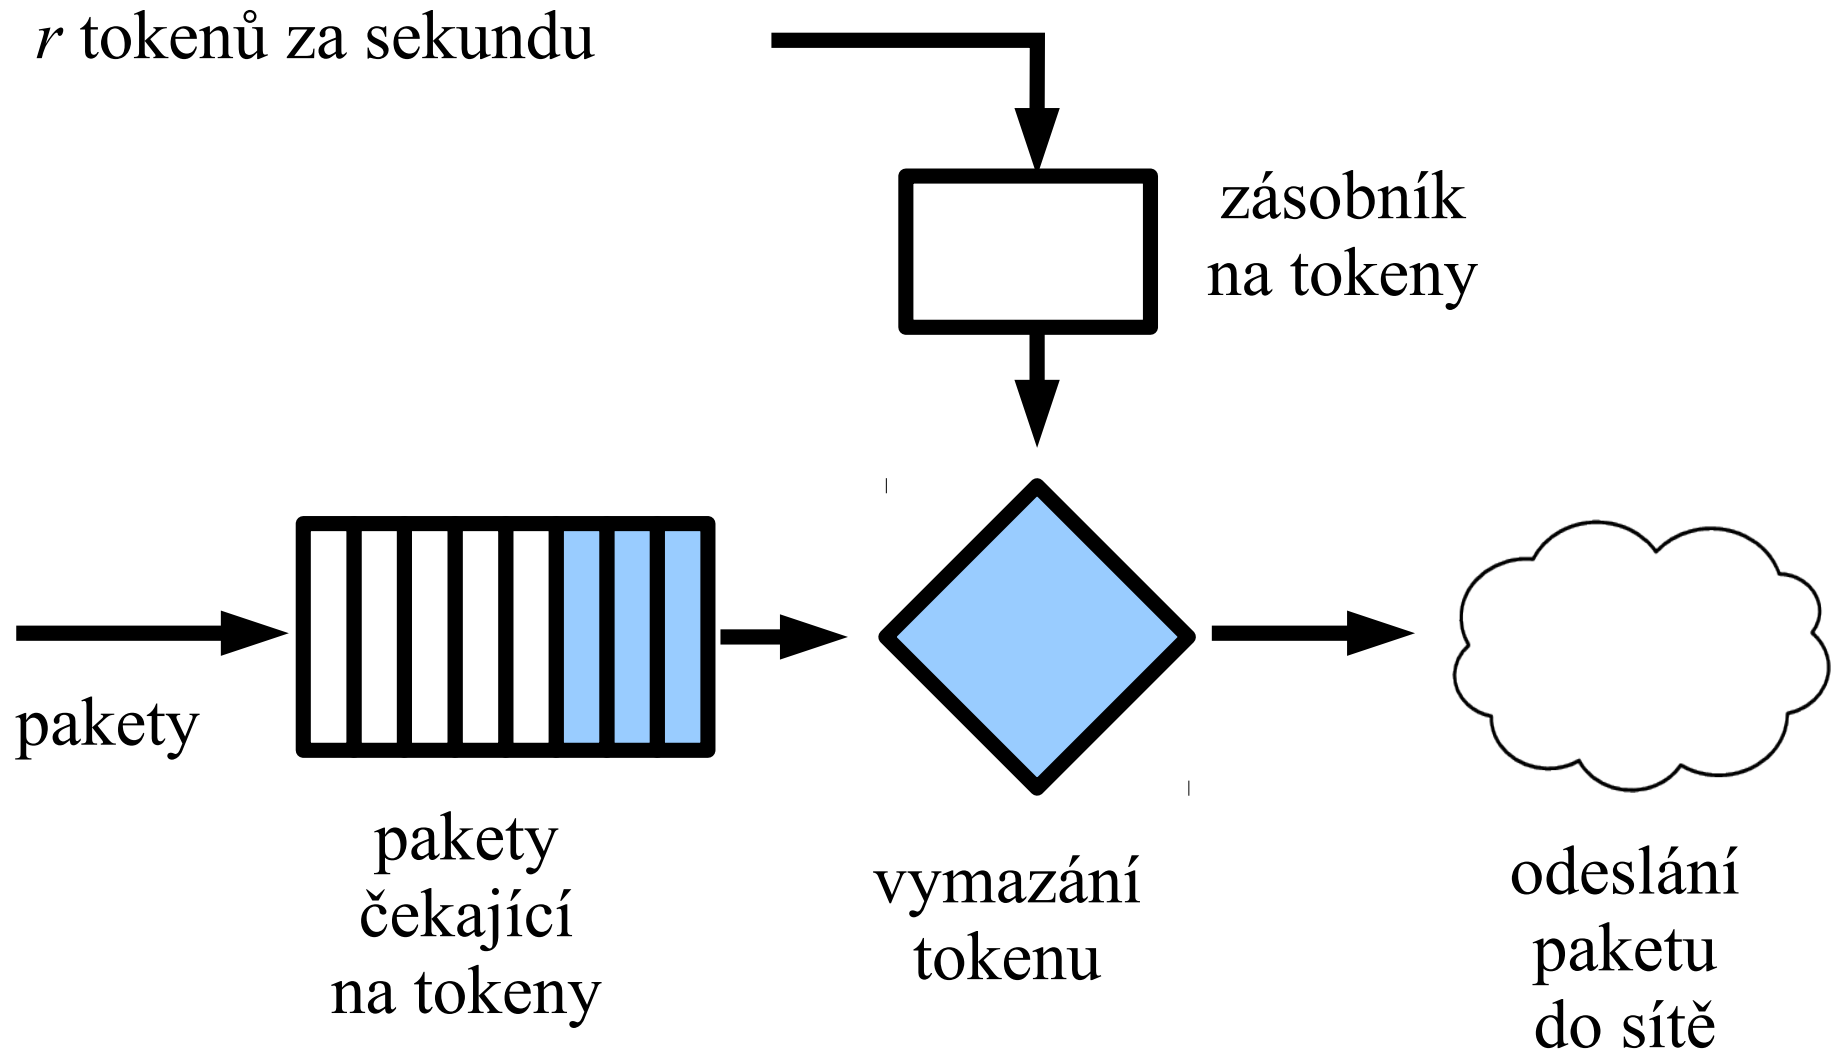 r tokenů za sekundu
zásobník
na tokeny
pakety
pakety
čekající
na tokeny
vymazání
tokenu
odeslání
paketu
do sítě